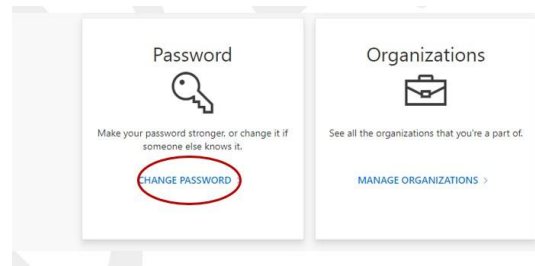 Password
Make your password stronger, or change it if
someone else knows it.
CHANGE PASSWORD
Organizations
See all the organizations that you're a part of.
MANAGE ORGANIZATIONS >